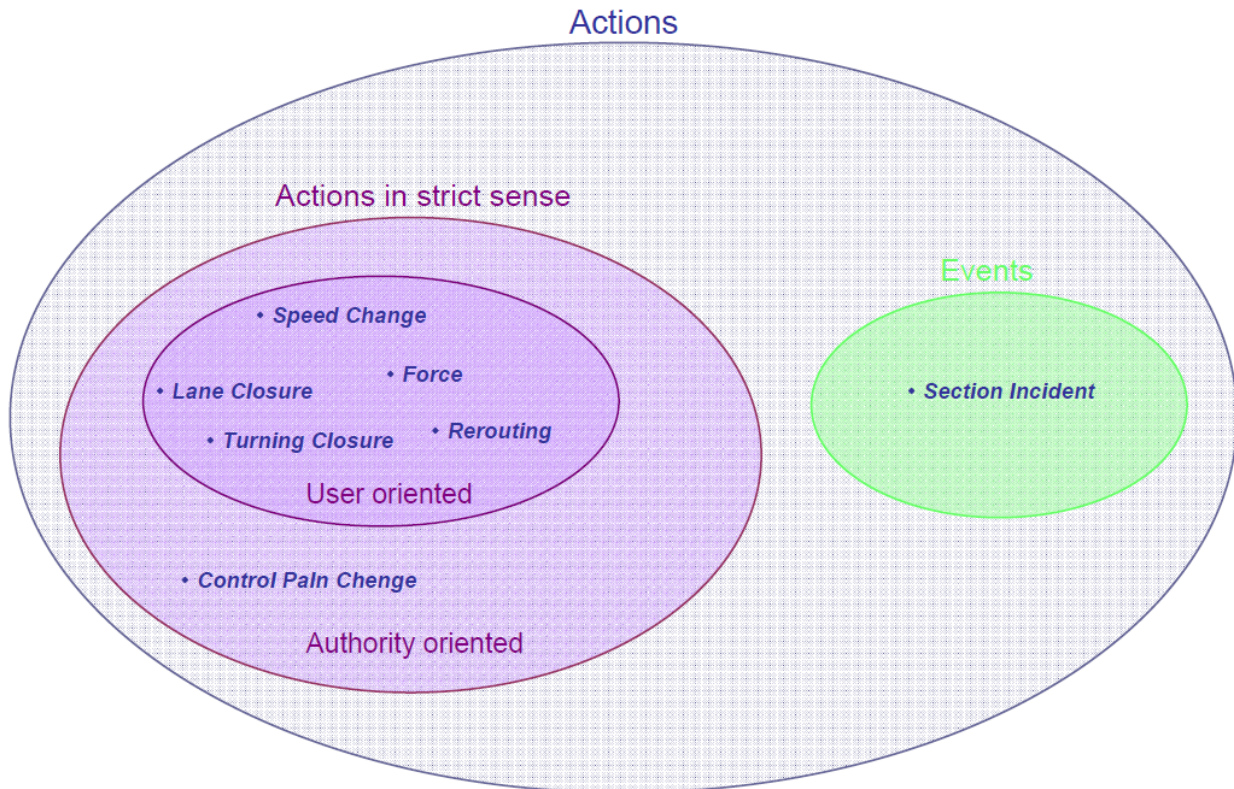 Actions
Actions in strict sense
Events
Speed Change
Force
Lane Closure
Section Incident
Turning Closure
Rerouting
User oriented
Control Paln Chenge
Authority oriented